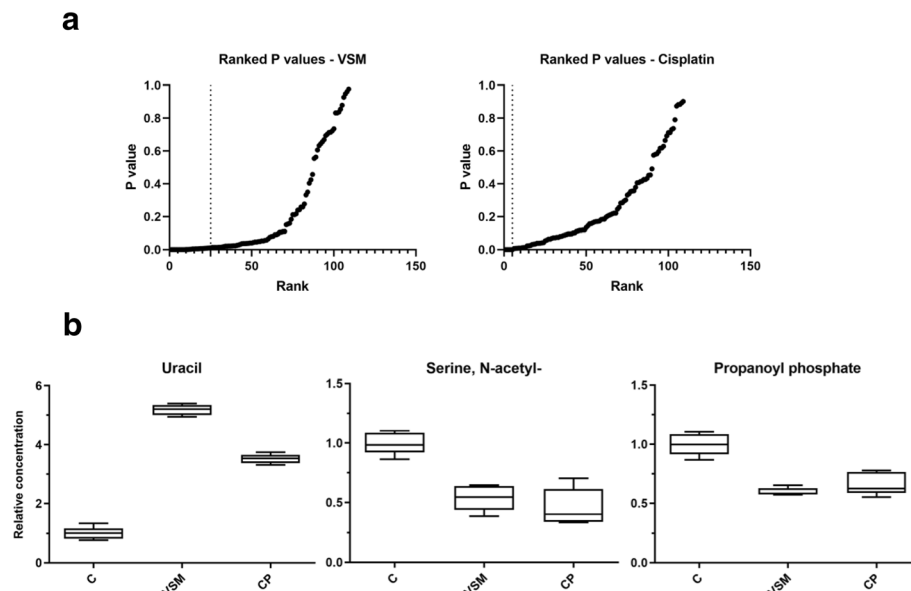 a
Ranked P values - VSM
Ranked P values - Cisplatin
P value
1.0
0.8
0.6
0.4
0.2
0.0
0
50
100
150
Rank
P value
1.0
0.8
0.6
0.4
0.2
0.0
0
50
100
150
Rank
b
Uracil
Serine, N-acetyl-
Propanoyl phosphate
Relative concentration
6
4
2
0
C
VSM
CP
1.5
1.0
0.5
0.0
C
VSM
CP
1.5
1.0
0.5
0.0
C
VSM
CP